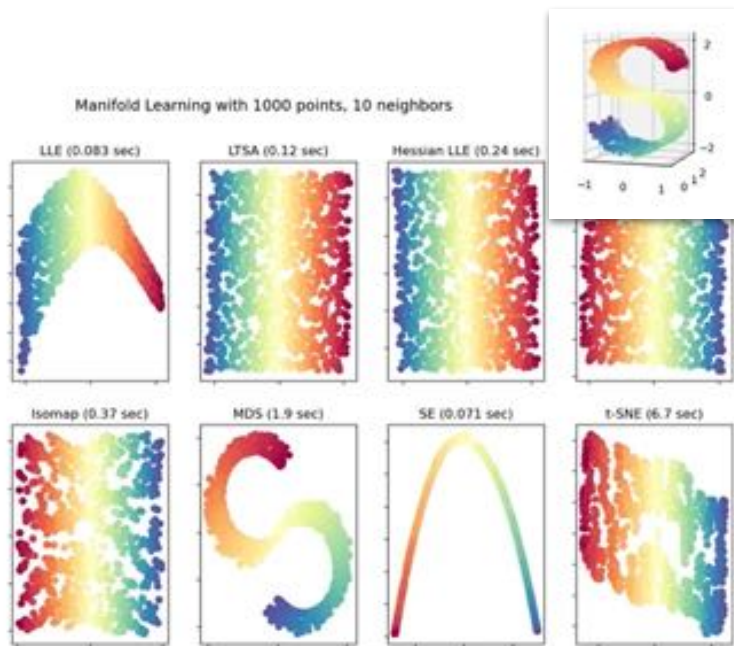 2
0
−2
−1 0 1 0 1 2
Manifold Learning with 1000 points, 10 neighbors
LLE (0.083 sec)
LTSA (0.12 sec)
Hessian LLE (0.24 sec)
Isomap (0.37 sec)
MDS (1.9 sec)
SE (0.071 sec)
t-SNE (6.7 sec)